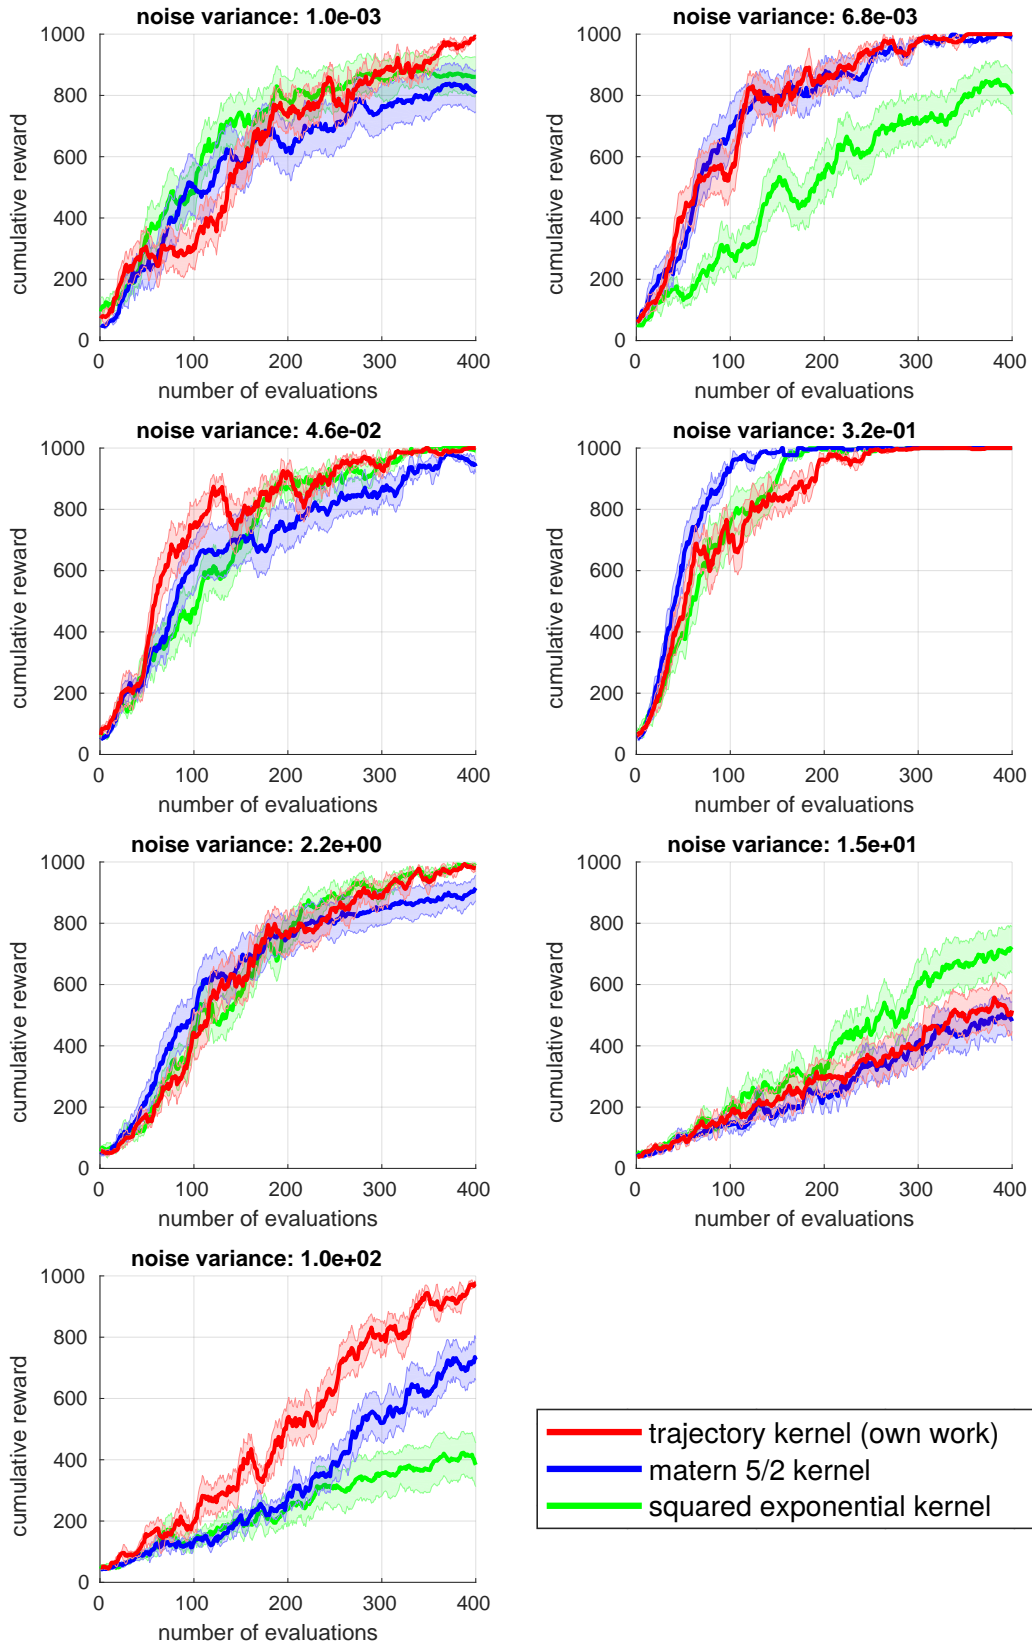 noise variance: 1.0e-03
1000
800
600
400
200
0
cumulative reward
0 100 200 300 400
number of evaluations
noise variance: 6.8e-03
1000
800
600
400
200
0
cumulative reward
0 100 200 300 400
number of evaluations
noise variance: 4.6e-02
1000
800
600
400
200
0
cumulative reward
0 100 200 300 400
number of evaluations
noise variance: 3.2e-01
1000
800
600
400
200
0
cumulative reward
0 100 200 300 400
number of evaluations
noise variance: 2.2e+00
1000
800
600
400
200
0
cumulative reward
0 100 200 300 400
number of evaluations
noise variance: 1.5e+01
1000
800
600
400
200
0
cumulative reward
0 100 200 300 400
number of evaluations
noise variance: 1.0e+02
1000
800
600
400
200
0
cumulative reward
0 100 200 300 400
number of evaluations
trajectory kernel (own work)
matern 5/2 kernel
squared exponential kernel